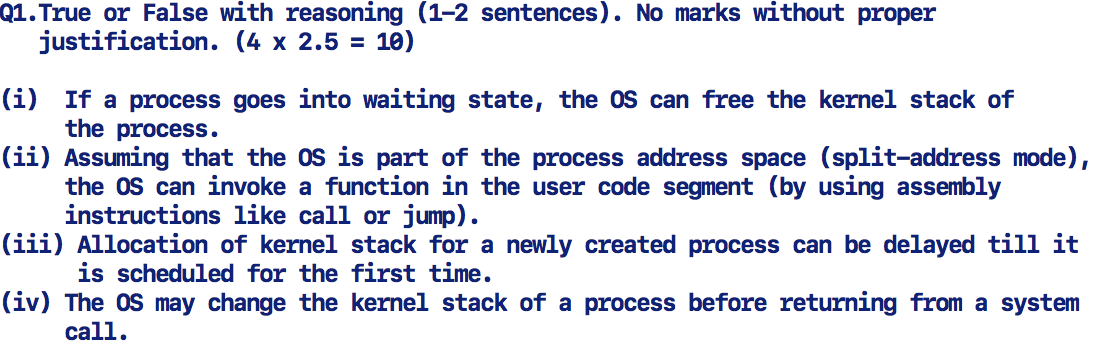 Q1.True or False with reasoning (1–2 sentences). No marks without proper
justification. (4 x 2.5 = 10)
(i) If a process goes into waiting state, the OS can free the kernel stack of
the process.
(ii) Assuming that the OS is part of the process address space (split–address mode),
the OS can invoke a function in the user code segment (by using assembly
instructions like call or jump).
(iii) Allocation of kernel stack for a newly created process can be delayed till it
is scheduled for the first time.
(iv) The OS may change the kernel stack of a process before returning from a system
call.